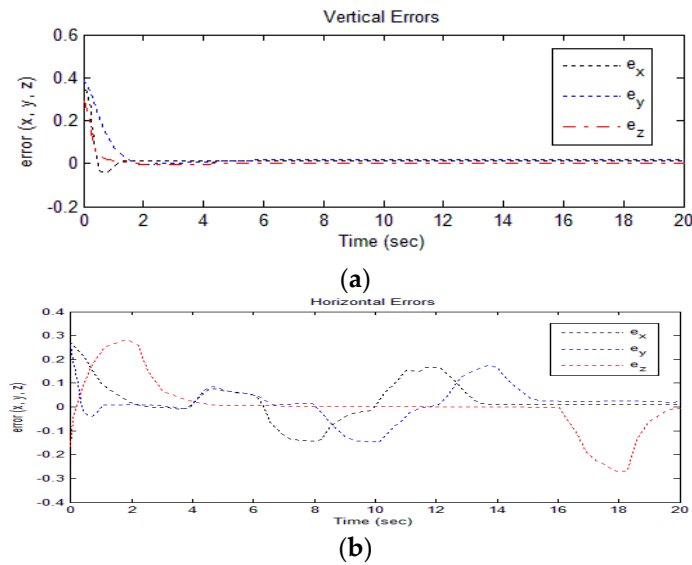 Vertical Errors
0.6
0.4
0.2
0
-0.2
error (x, y, z)
e_x
e_y
e_z
0 2 4 6 8 10 12 14 16 18 20
Time (sec)
(a)
Horizontal Errors
0.4
0.3
0.2
0.1
0
-0.1
-0.2
-0.3
-0.4
error(x, y, z)
e_x
e_y
e_z
0 2 4 6 8 10 12 14 16 18 20
Time (sec)
(b)